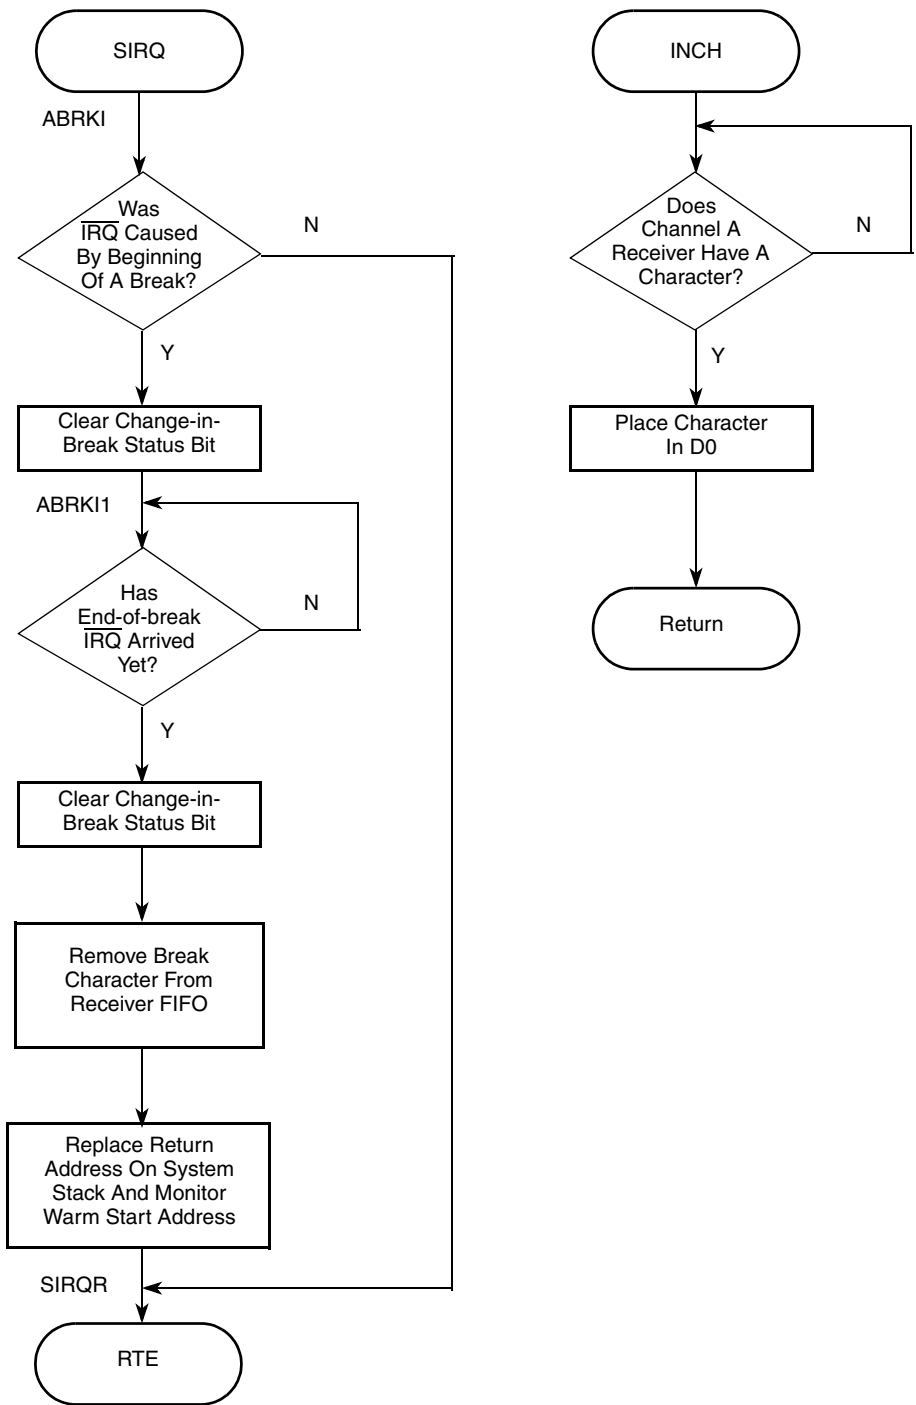 SIRQ
ABRKI
Was
IRQ Caused
By Beginning
Of A Break?
N
Y
Clear Change-in-
Break Status Bit
ABRKI1
Has
End-of-break
IRQ Arrived
Yet?
N
Y
Clear Change-in-
Break Status Bit
Remove Break
Character From
Receiver FIFO
Replace Return
Address On System
Stack And Monitor
Warm Start Address
SIRQR
RTE
INCH
Does
Channel A
Receiver Have A
Character?
N
Y
Place Character
In D0
Return